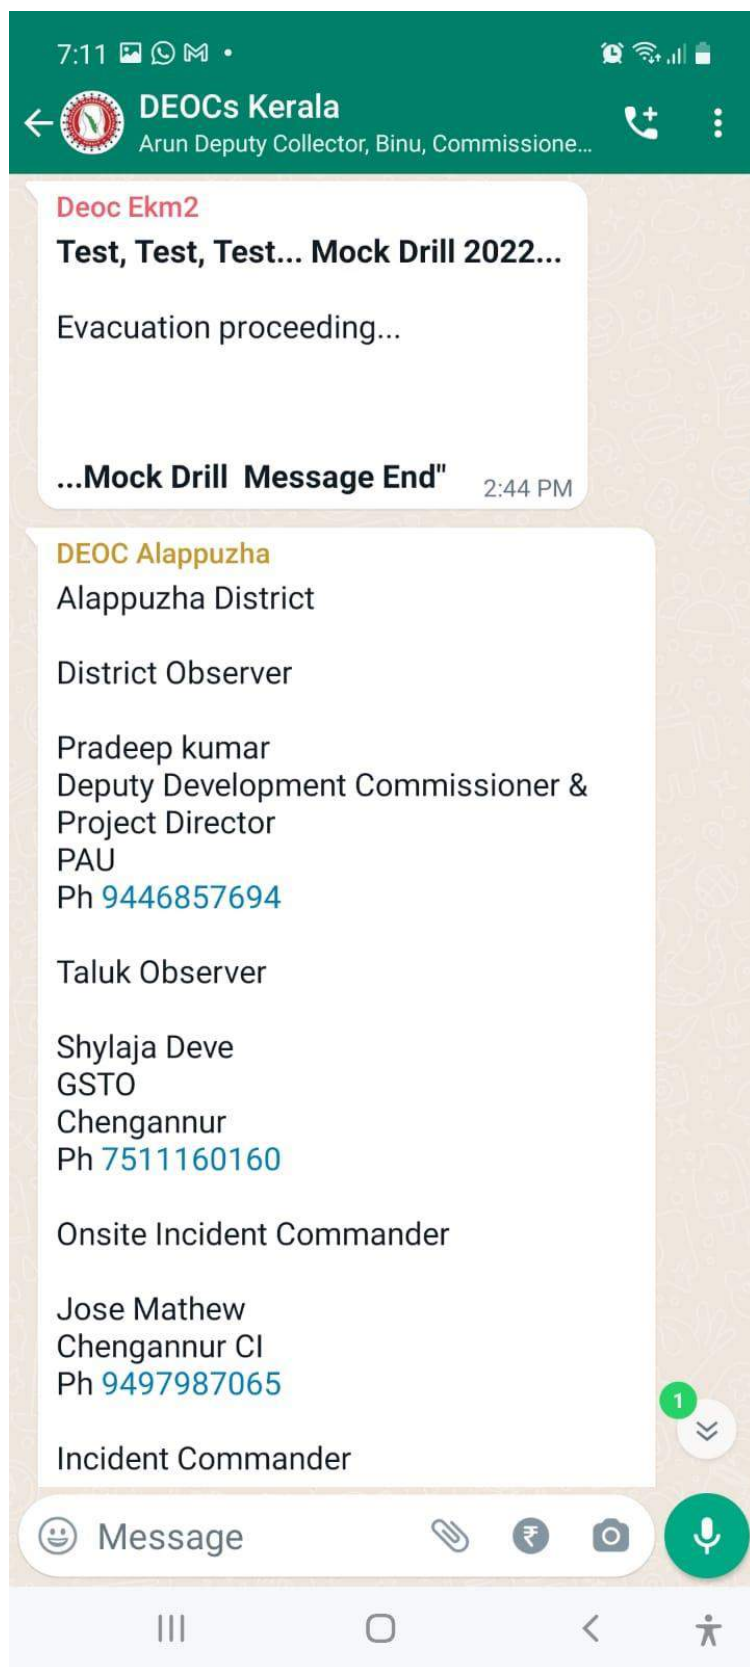 7:11
DEOCs Kerala
Arun Deputy Collector, Binu, Commissione...
Deoc Ekm2
Test, Test, Test... Mock Drill 2022...
Evacuation proceeding...
...Mock Drill  Message End"
2:44 PM
DEOC Alappuzha
Alappuzha District
District Observer
Pradeep kumar
Deputy Development Commissioner &
Project Director
PAU
Ph 9446857694
Taluk Observer
Shylaja Deve
GSTO
Chengannur
Ph 7511160160
Onsite Incident Commander
Jose Mathew
Chengannur CI
Ph 9497987065
1
Incident Commander
Message